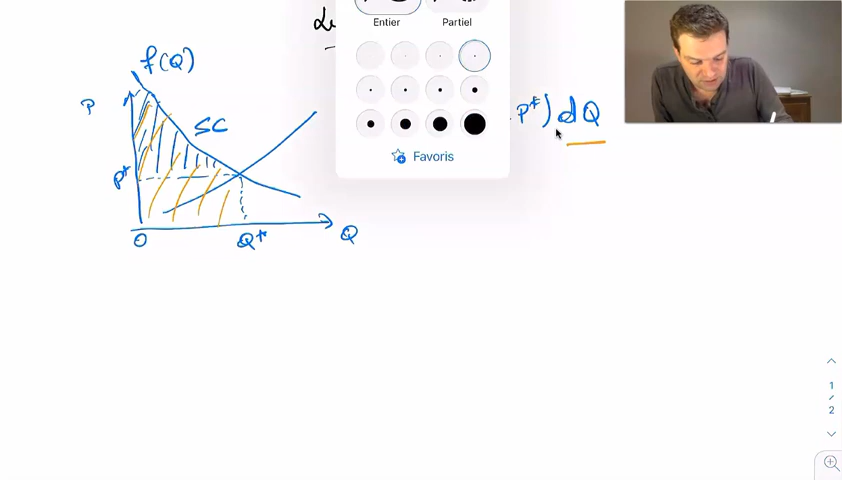 Entier Partiel
f(Q)
P
P*) dQ
SC
Favoris
P*
O Q* Q
1
/
2